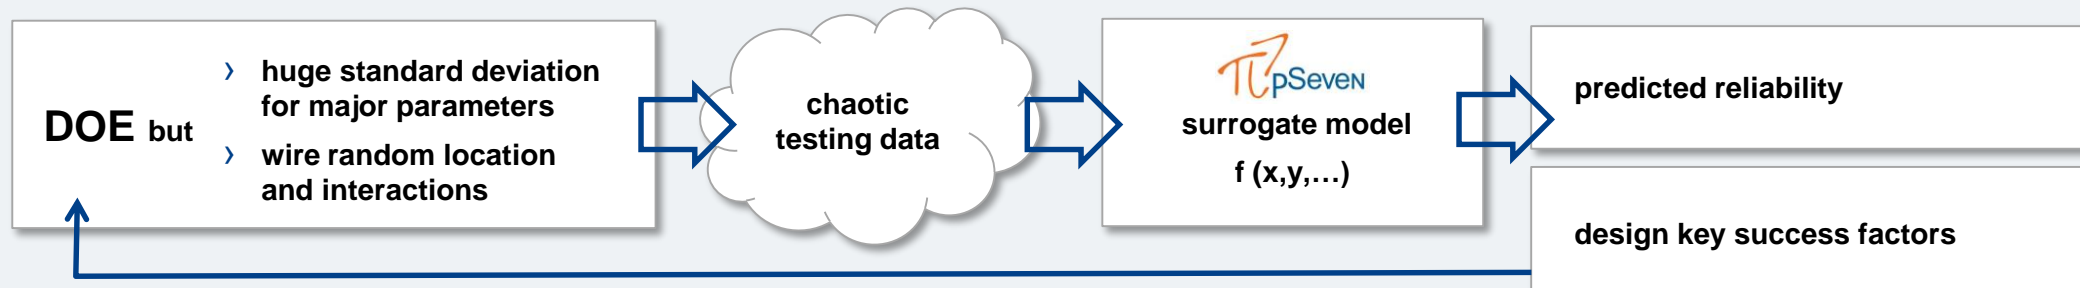 DOE but
› huge standard deviation
for major parameters
› wire random location
and interactions
chaotic
testing data
pSeven
surrogate model
f (x,y,…)
predicted reliability
design key success factors